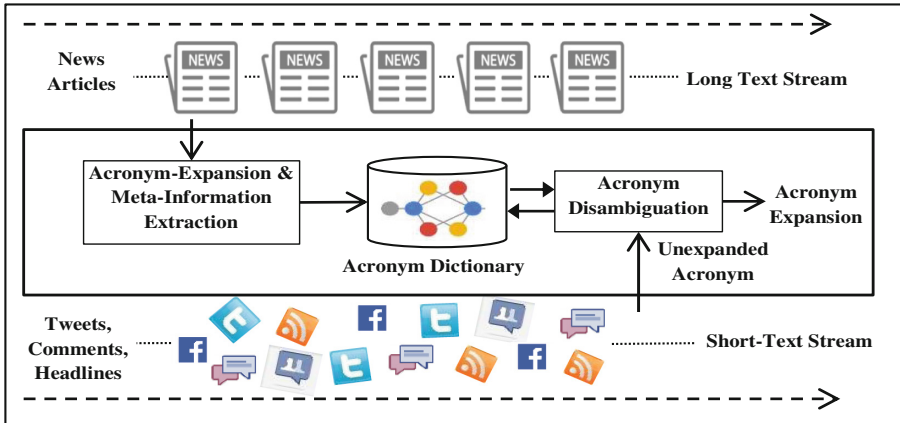 News
Articles
NEWS
NEWS
NEWS
NEWS
NEWS
Long Text Stream
Acronym-Expansion &
Meta-Information
Extraction
Acronym Dictionary
Acronym
Disambiguation
Acronym
Expansion
Unexpanded
Acronym
Tweets,
Comments,
Headlines
Short-Text Stream